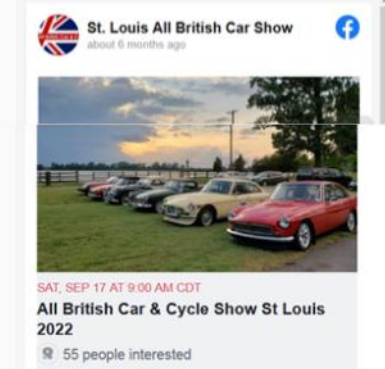 St. Louis All British Car Show
about 6 months ago
SAT, SEP 17 AT 9:00 AM CDT
All British Car & Cycle Show St Louis
2022
55 people interested